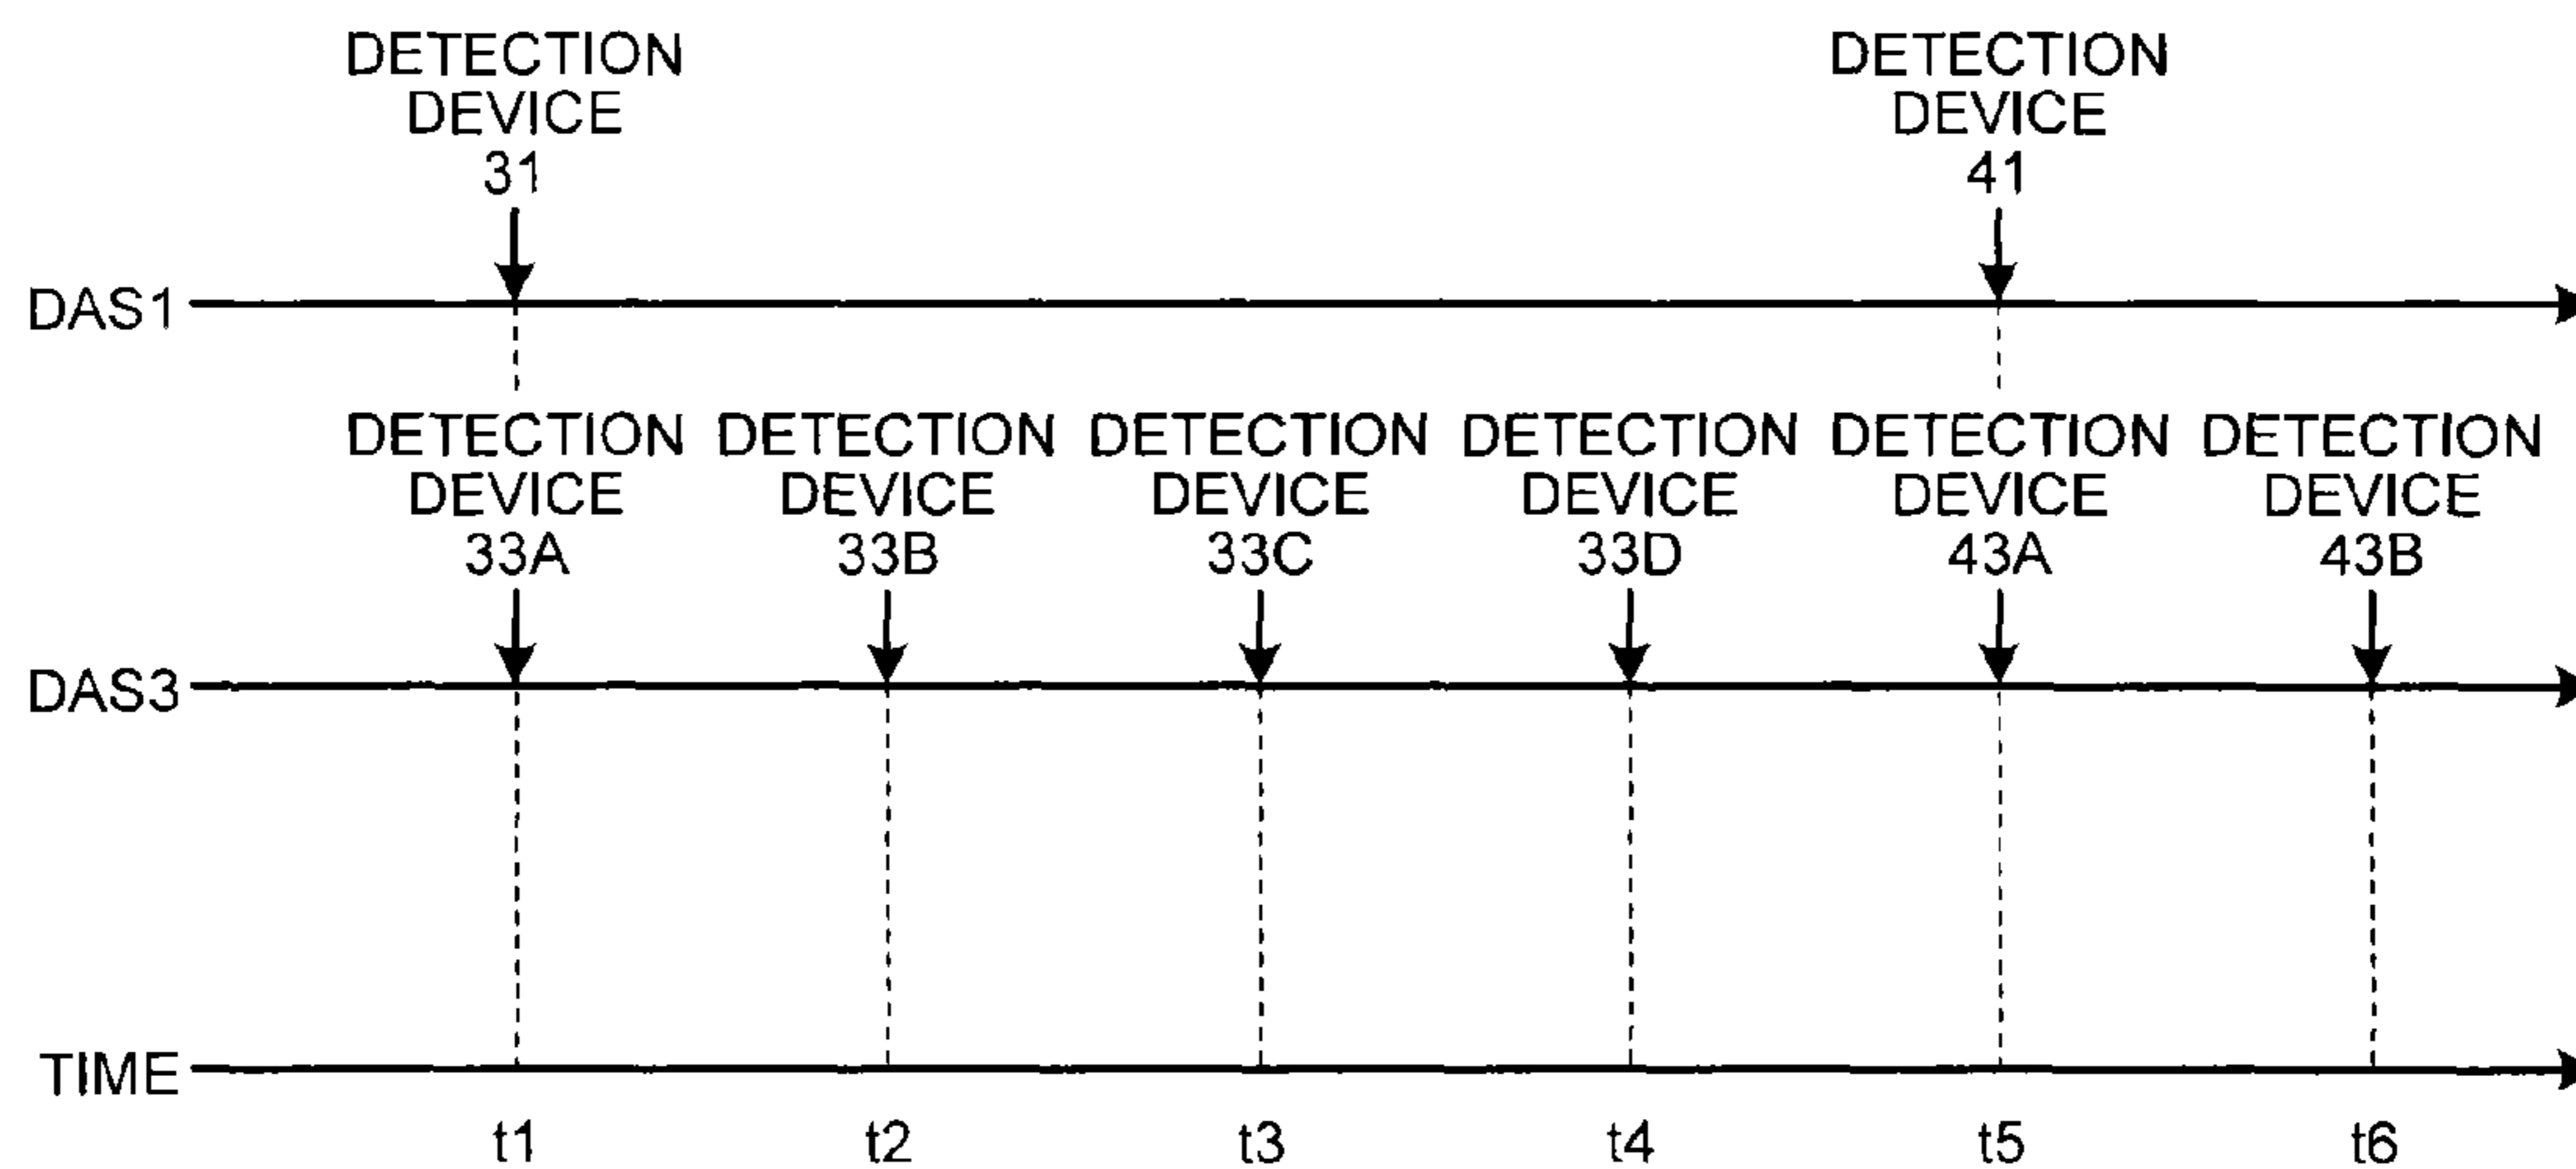 DETECTION DEVICE 31
DETECTION DEVICE 41
DAS1
DETECTION DEVICE 33A
DETECTION DEVICE 33B
DETECTION DEVICE 33C
DETECTION DEVICE 33D
DETECTION DEVICE 43A
DETECTION DEVICE 43B
DAS3
TIME
t1 t2 t3 t4 t5 t6